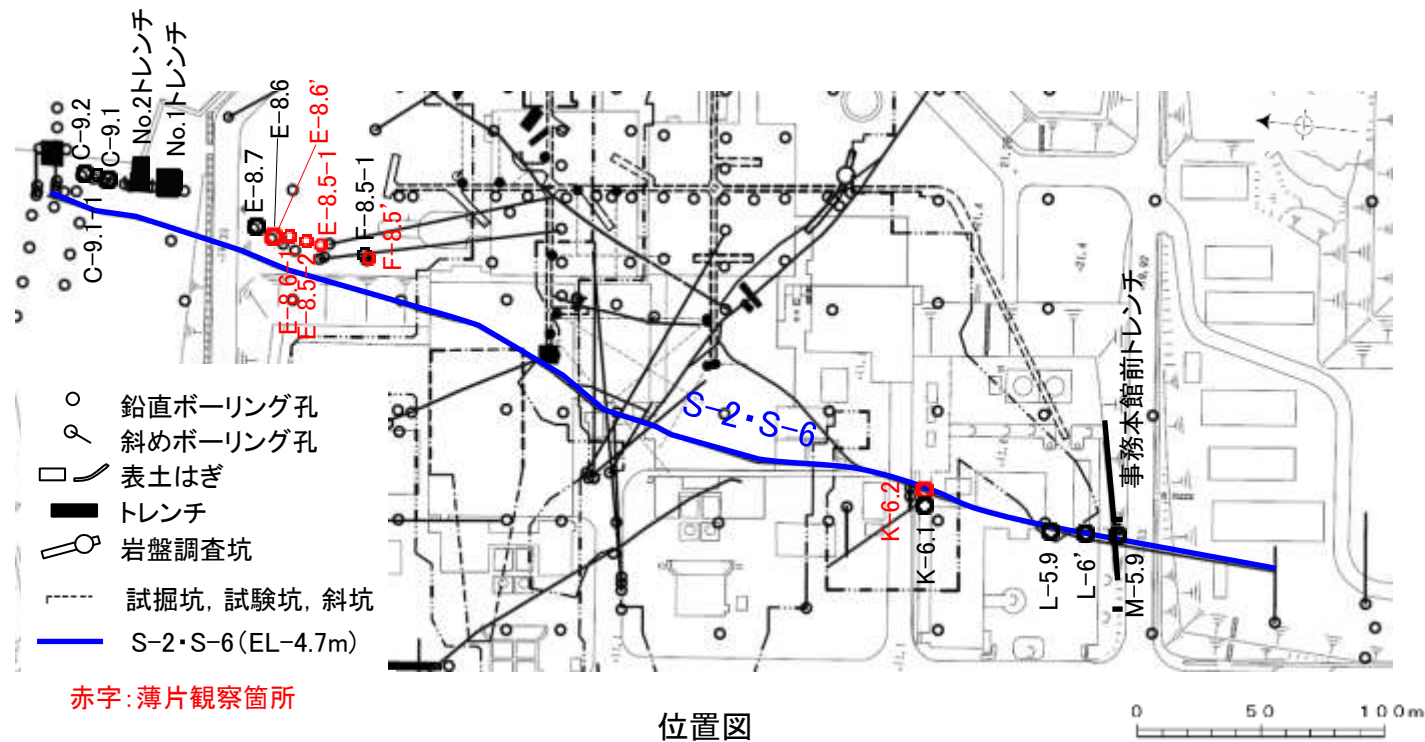 C-9.2
C-9.1
No.2トレンチ
No.1トレンチ
C-9.1-1
E-8.7
E-8.6
E-8.6'
E-8.5-1
F-8.5-1
F-8.5'
E-8.6-1
E-8.5-2
S-2・S-6
K-6.2
K-6.1
L-5.9
L-6'
M-5.9
事務本館前トレンチ
鉛直ボーリング孔
斜めボーリング孔
表土はぎ
トレンチ
岩盤調査坑
試掘坑, 試験坑, 斜坑
S-2・S-6(EL-4.7m)
赤字:薄片観察箇所
位置図
0 50 100m